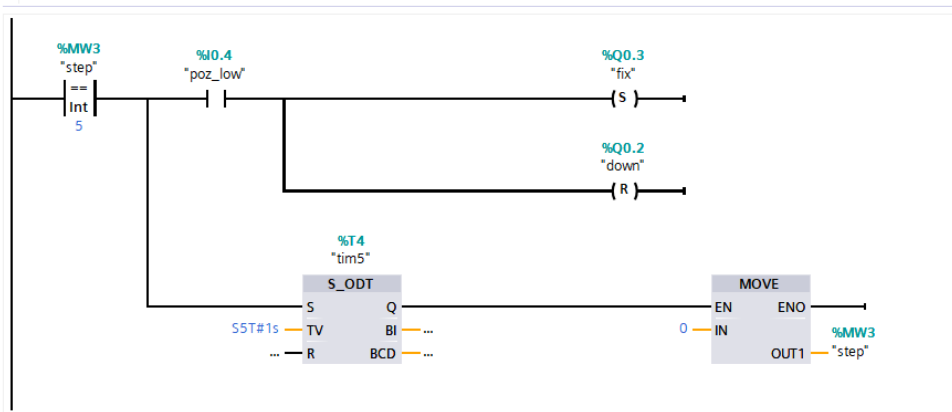 %MW3
"step"
==
Int
5
%I0.4
"poz_low"
%Q0.3
"fix"
S
%Q0.2
"down"
R
%T4
"tim5"
S_ODT
S Q
S5T#1s TV BI ...
... R BCD ...
MOVE
EN ENO
0 IN
%MW3
OUT1 "step"